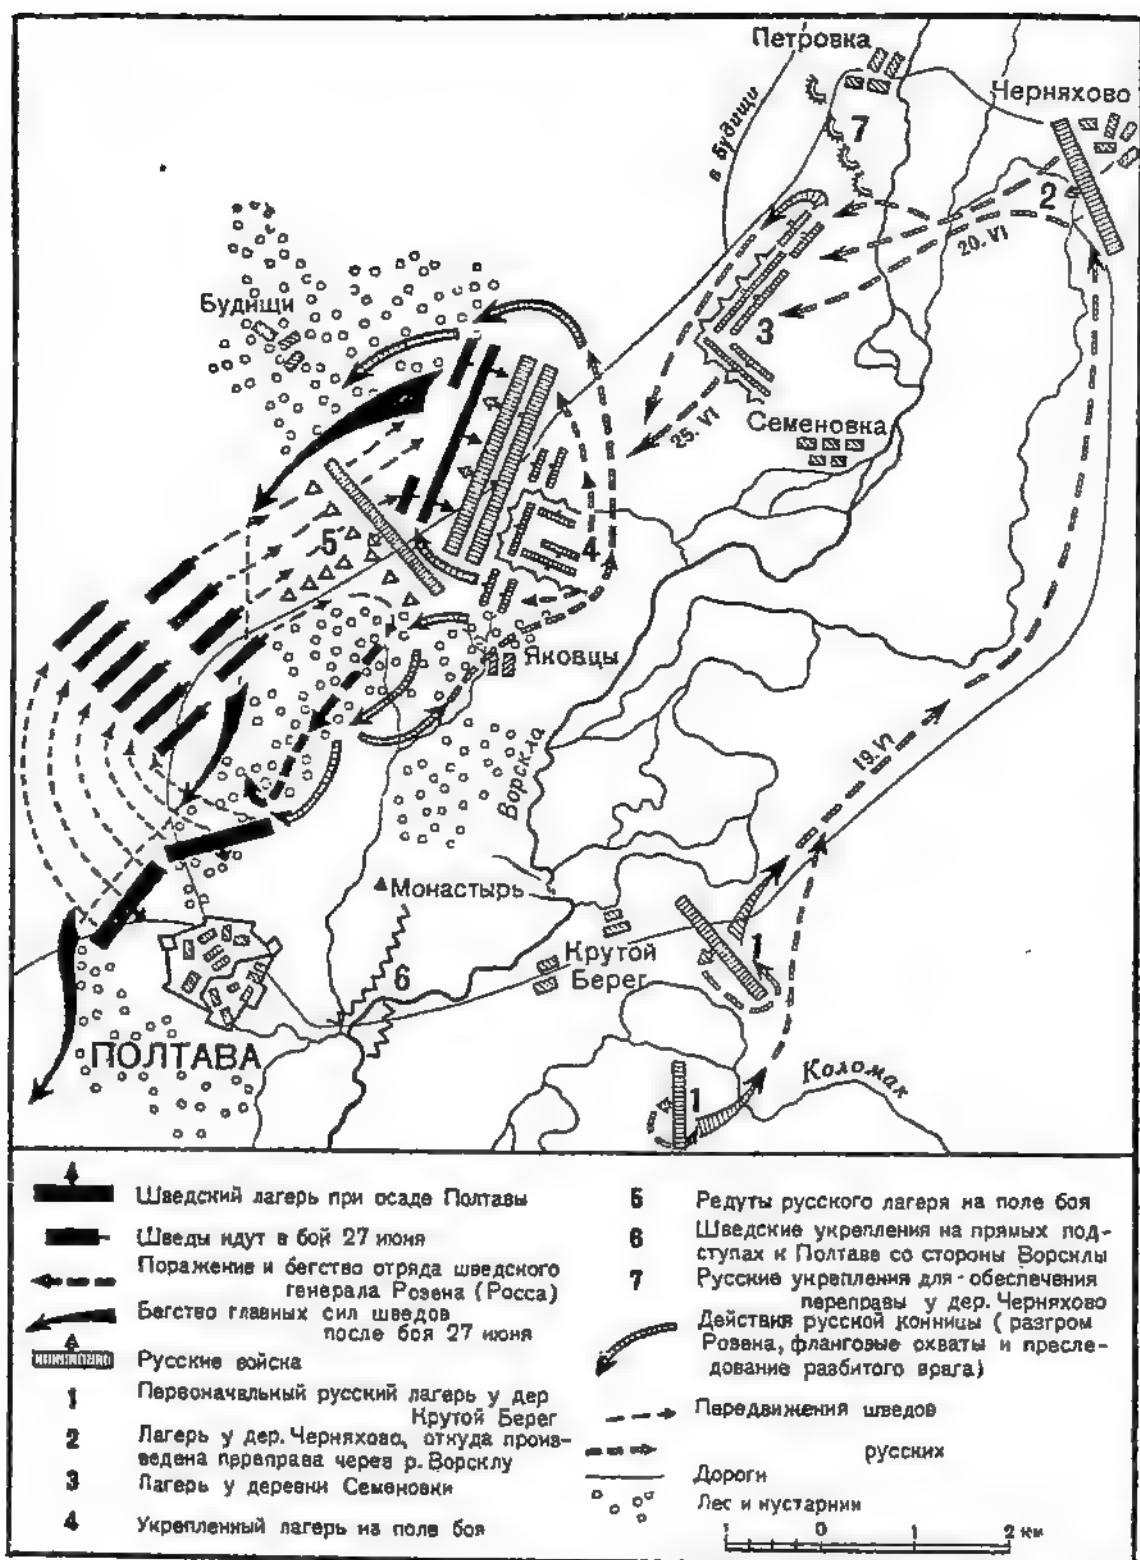 Петровка
Черняхово
в Будищи
7
2
20. VI
Будищи
3
25. VI
Семеновка
5
4
Яковцы
Ворскла
19. VI
Монастырь
Крутой
Берег
1
6
ПОЛТАВА
Коломак
1
Шведский лагерь при осаде Полтавы
Шведы идут в бой 27 июня
Поражение и бегство отряда шведского
генерала Розена (Росса)
Бегство главных сил шведов
после боя 27 июня
Русские войска
1 Первоначальный русский лагерь у дер
Крутой Берег
2 Лагерь у дер. Черняхово, откуда произ-
ведена переправа через р. Ворсклу
3 Лагерь у деревни Семеновки
4 Укрепленный лагерь на поле боя
5 Редуты русского лагеря на поле боя
6 Шведские укрепления на прямых под-
ступах к Полтаве со стороны Ворсклы
7 Русские укрепления для-обеспечения
переправы у дер. Черняхово
Действия русской конницы (разгром
Розена, фланговые охваты и пресле-
дование разбитого врага)
Передвижения шведов
русских
Дороги
Лес и кустарник
1 0 1 2 км